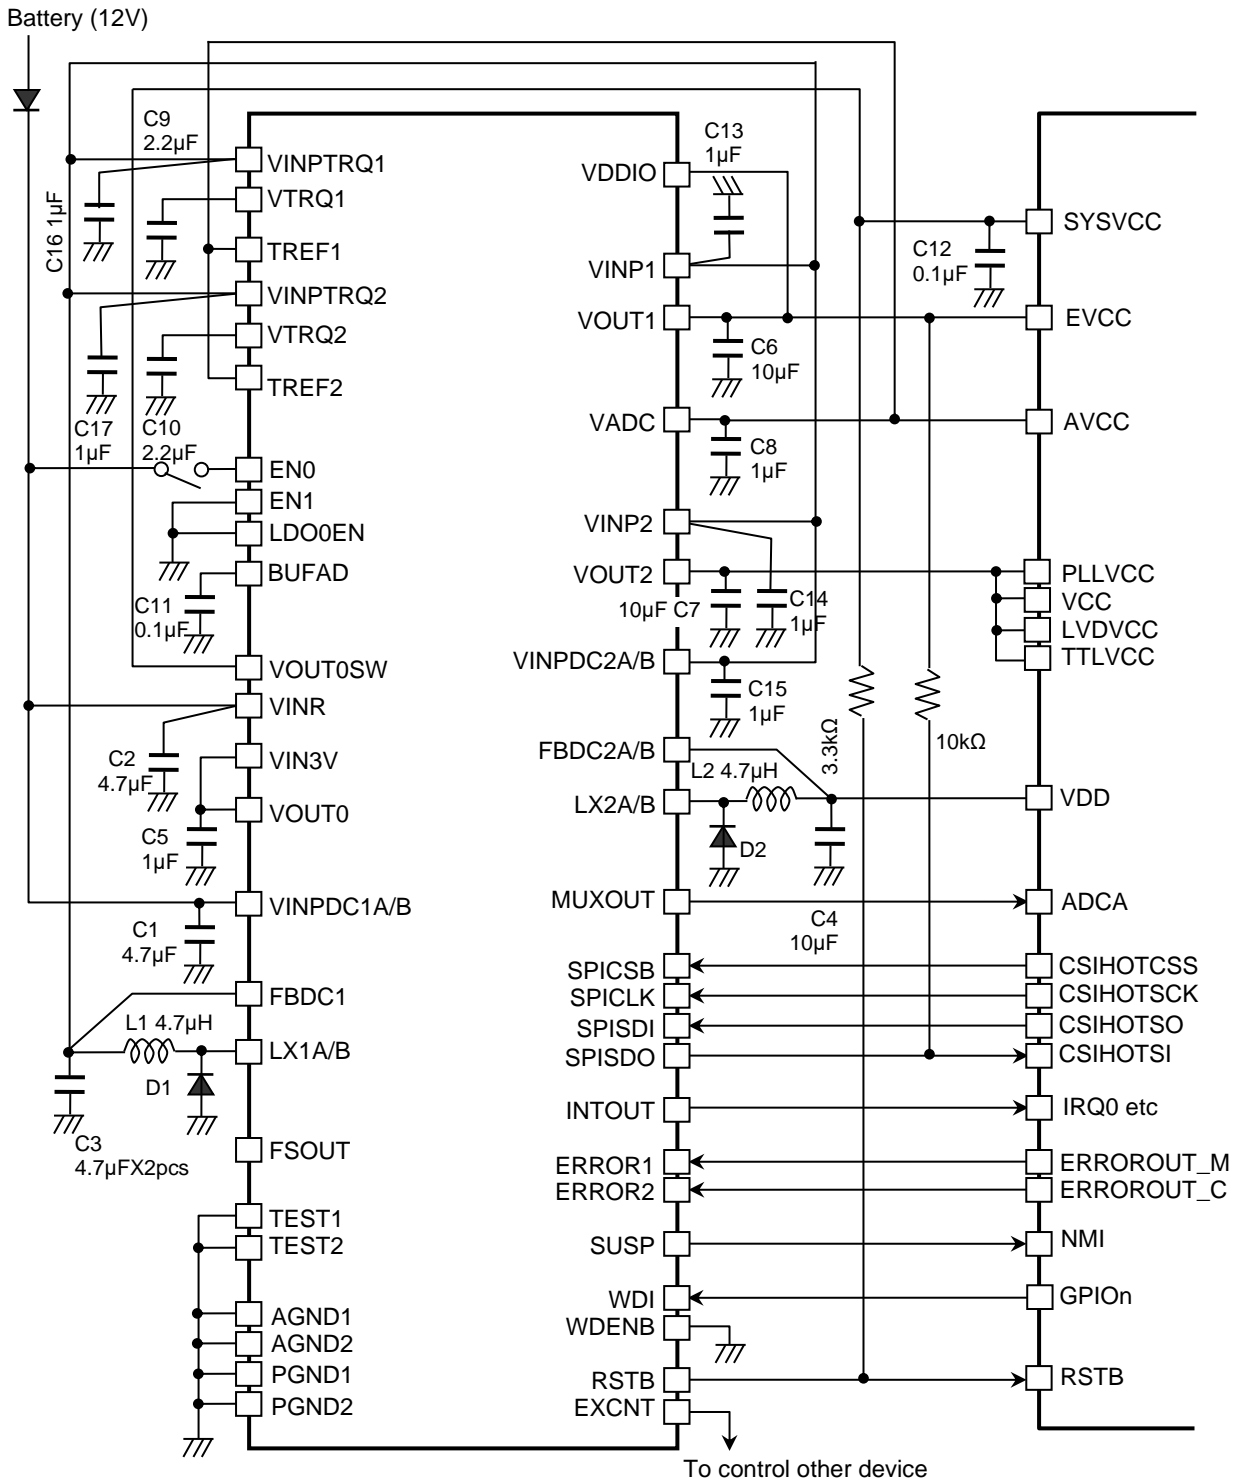 Battery (12V)
C9
2.2µF
C16 1µF
VINPTRQ1
VTRQ1
TREF1
VINPTRQ2
VTRQ2
TREF2
C17
1µF
C10
2.2µF
EN0
EN1
LDO0EN
BUFAD
C11
0.1µF
VOUT0SW
VINR
C2
4.7µF
VIN3V
VOUT0
C5
1µF
VINPDC1A/B
C1
4.7µF
FBDC1
L1 4.7µH
LX1A/B
D1
C3
4.7µFX2pcs
FSOUT
TEST1
TEST2
AGND1
AGND2
PGND1
PGND2
VDDIO
C13
1µF
VINP1
VOUT1
C6
10µF
VADC
C8
1µF
VINP2
VOUT2
10µF C7
C14
1µF
VINPDC2A/B
C15
1µF
FBDC2A/B
L2 4.7µH
3.3kΩ
10kΩ
LX2A/B
D2
C4
10µF
MUXOUT
SPICSB
SPICLK
SPISDI
SPISDO
INTOUT
ERROR1
ERROR2
SUSP
WDI
WDENB
RSTB
EXCNT
To control other device
C12
0.1µF
SYSVCC
EVCC
AVCC
PLLVCC
VCC
LVDVCC
TTLVCC
VDD
ADCA
CSIHOTCSS
CSIHOTSCK
CSIHOTSO
CSIHOTSI
IRQ0 etc
ERROROUT_M
ERROROUT_C
NMI
GPIOn
RSTB